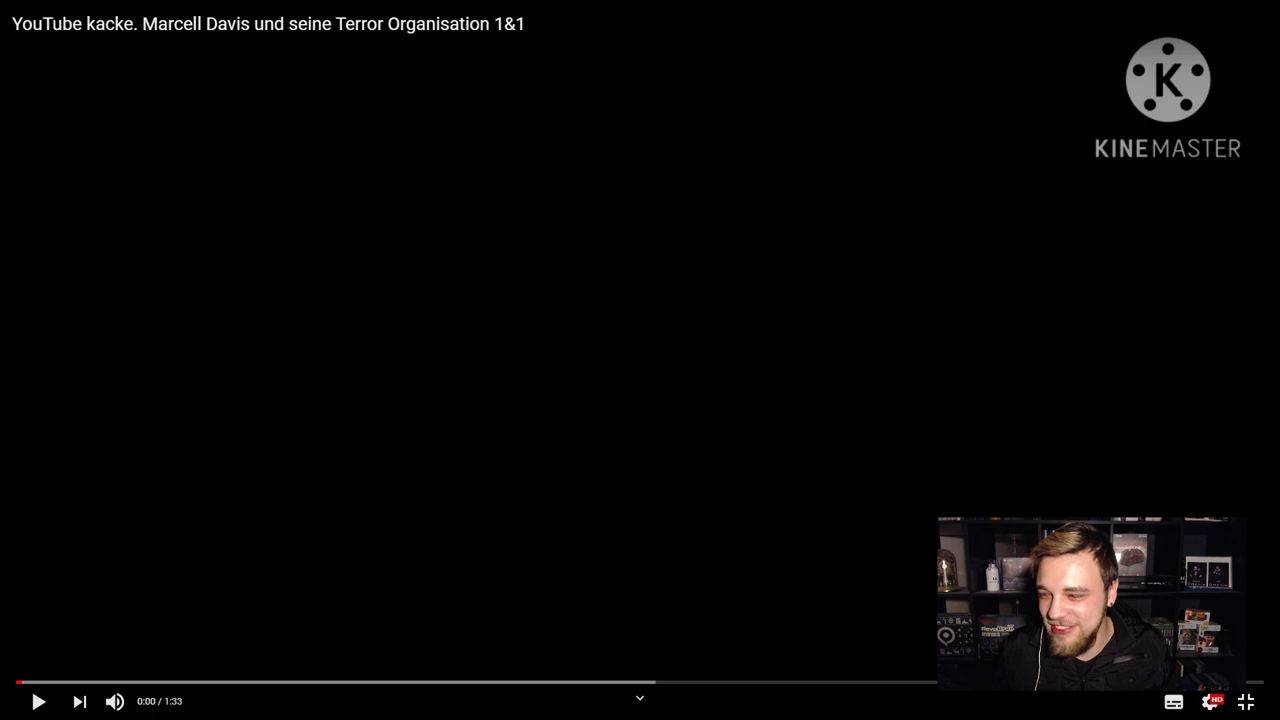 YouTube kacke. Marcell Davis und seine Terror Organisation 1&1
K
KINEMASTER
0:00 / 1:33
HD